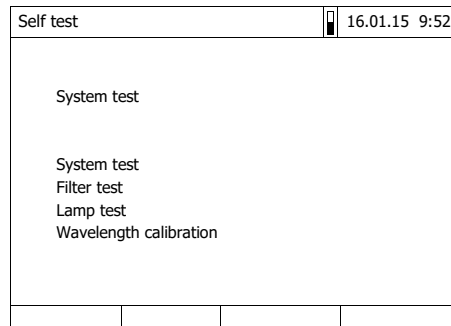 Self test 16.01.15 9:52
System test
System test
Filter test
Lamp test
Wavelength calibration